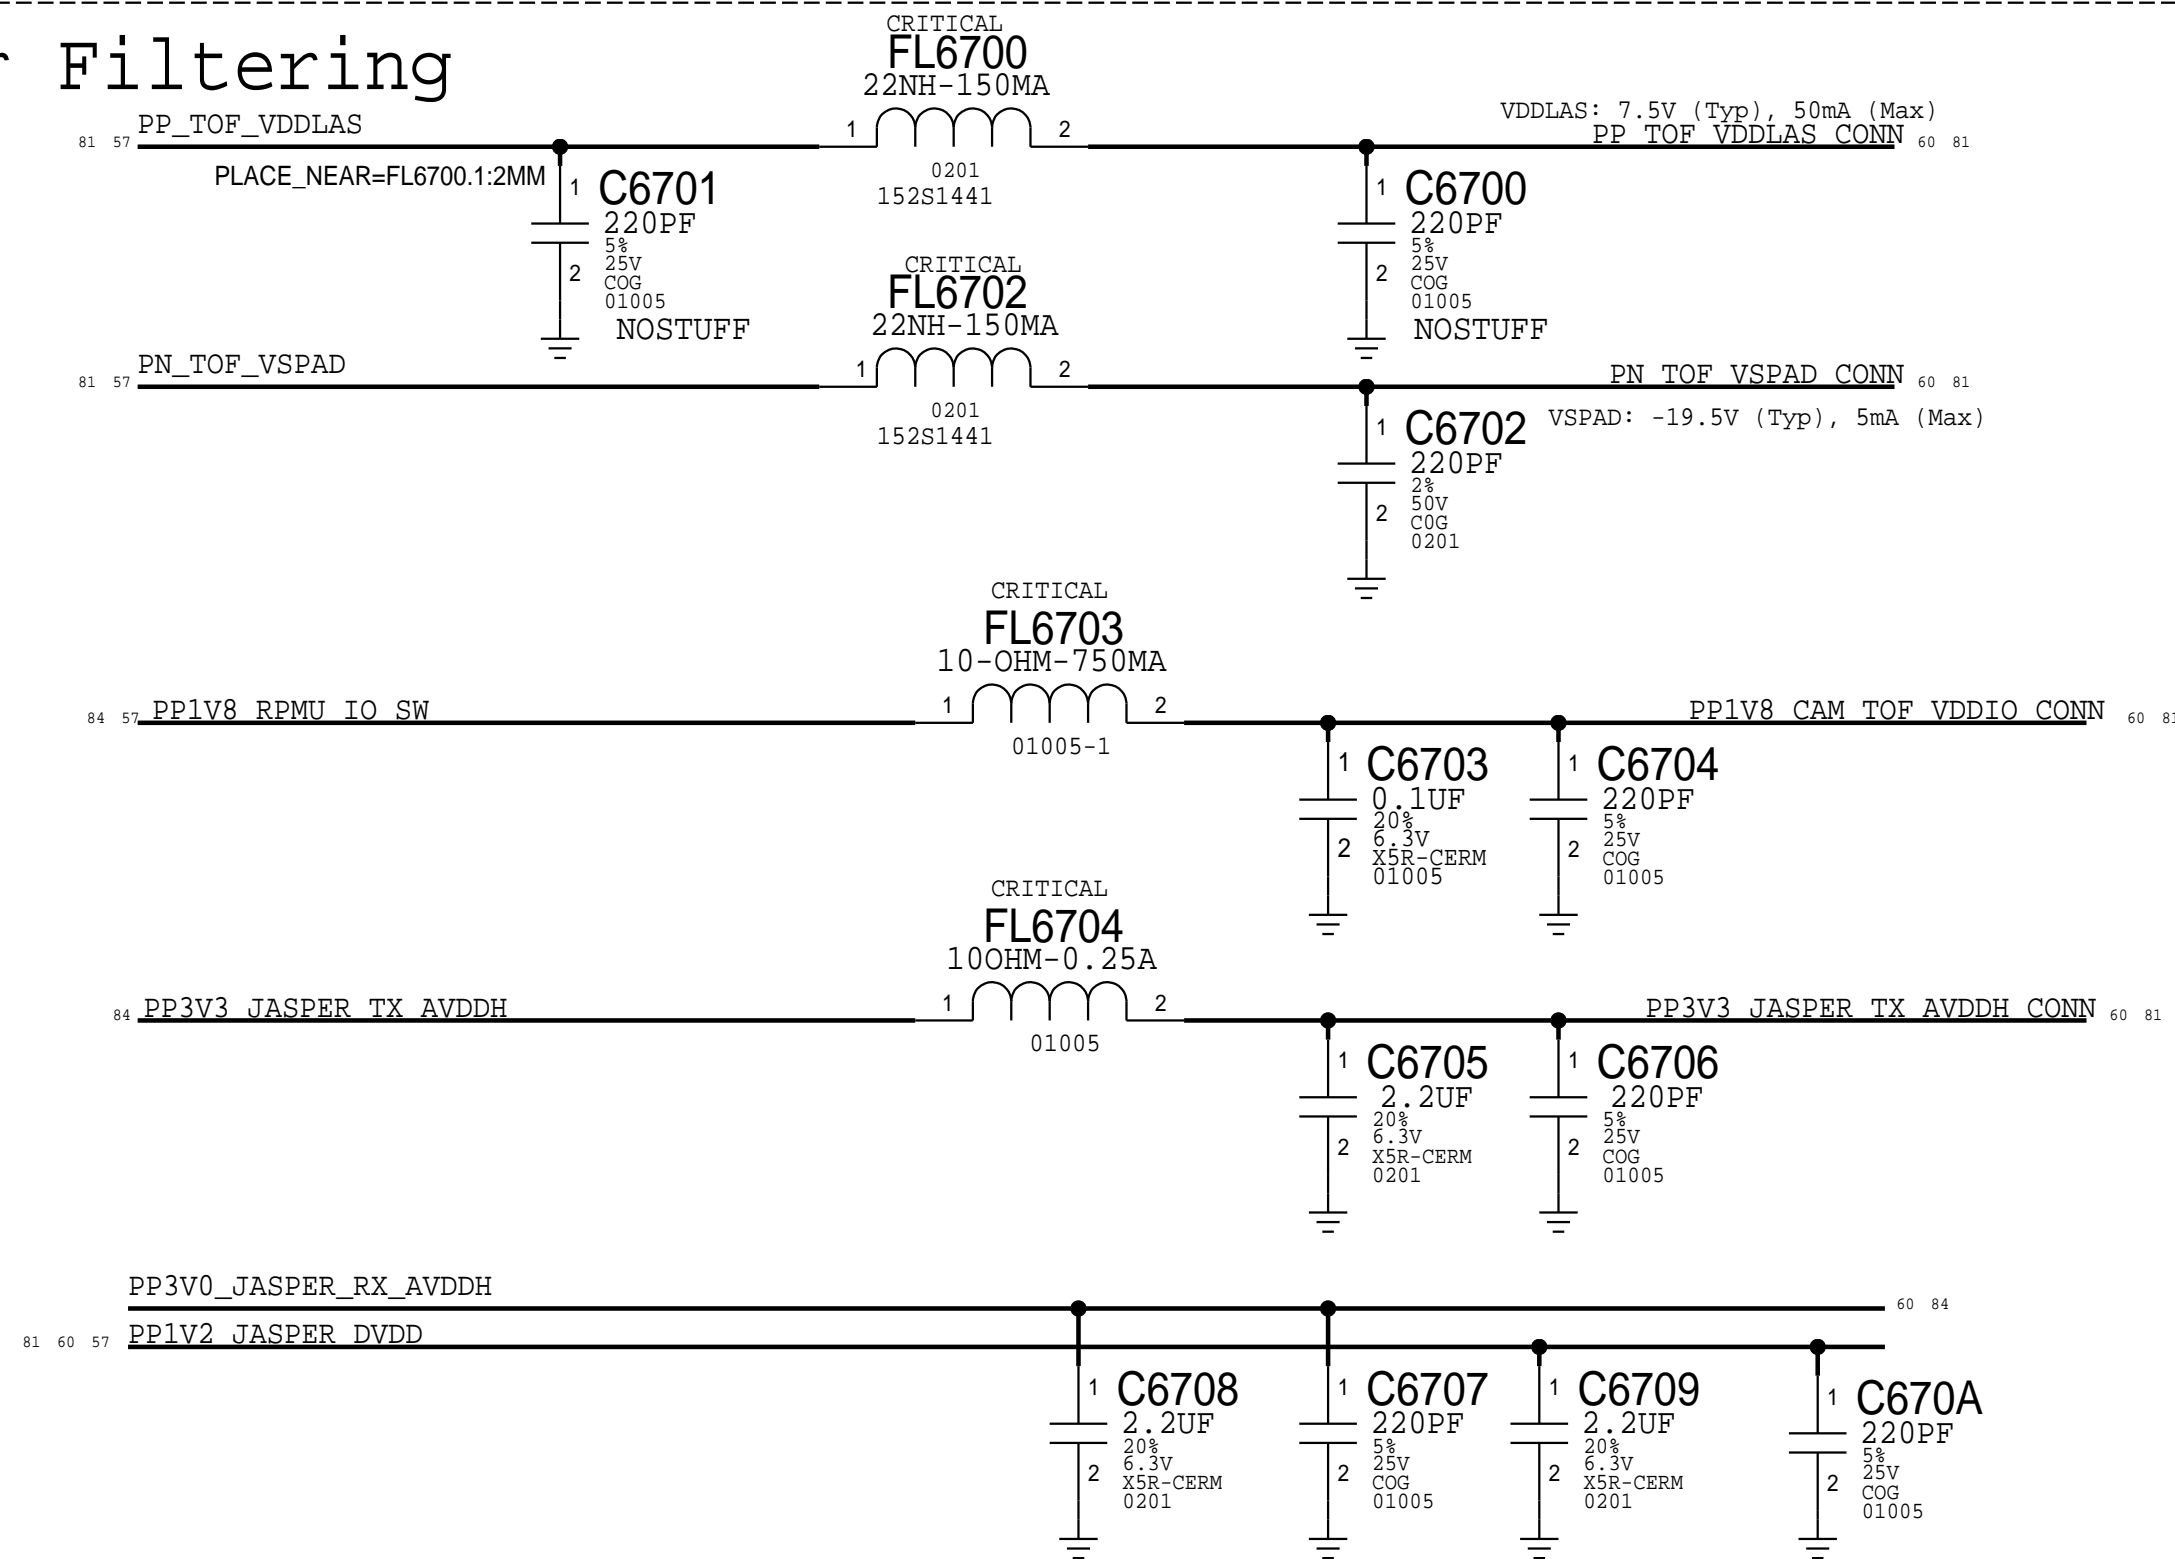 r Filtering
CRITICAL
FL6700
22NH-150MA
VDDLAS: 7.5V (Typ), 50mA (Max)
81 57 PP_TOF_VDDLAS
1
2
PP_TOF_VDDLAS_CONN 60 81
PLACE_NEAR=FL6700.1:2MM
0201
152S1441
1
C6701
220PF
5%
25V
COG
01005
2
NOSTUFF
1
C6700
220PF
5%
25V
COG
01005
2
NOSTUFF
CRITICAL
FL6702
22NH-150MA
81 57 PN_TOF_VSPAD
1
2
PN_TOF_VSPAD_CONN 60 81
0201
152S1441
VSPAD: -19.5V (Typ), 5mA (Max)
1
C6702
220PF
2%
50V
C0G
0201
2
CRITICAL
FL6703
10-OHM-750MA
84 57 PP1V8_RPMU_IO_SW
1
2
PP1V8_CAM_TOF_VDDIO_CONN 60 81
01005-1
1
C6703
0.1UF
20%
6.3V
X5R-CERM
01005
2
1
C6704
220PF
5%
25V
COG
01005
2
CRITICAL
FL6704
10OHM-0.25A
84 PP3V3_JASPER_TX_AVDDH
1
2
PP3V3_JASPER_TX_AVDDH_CONN 60 81
01005
1
C6705
2.2UF
20%
6.3V
X5R-CERM
0201
2
1
C6706
220PF
5%
25V
COG
01005
2
PP3V0_JASPER_RX_AVDDH
60 84
81 60 57 PP1V2_JASPER_DVDD
1
C6708
2.2UF
20%
6.3V
X5R-CERM
0201
2
1
C6707
220PF
5%
25V
COG
01005
2
1
C6709
2.2UF
20%
6.3V
X5R-CERM
0201
2
1
C670A
220PF
5%
25V
COG
01005
2